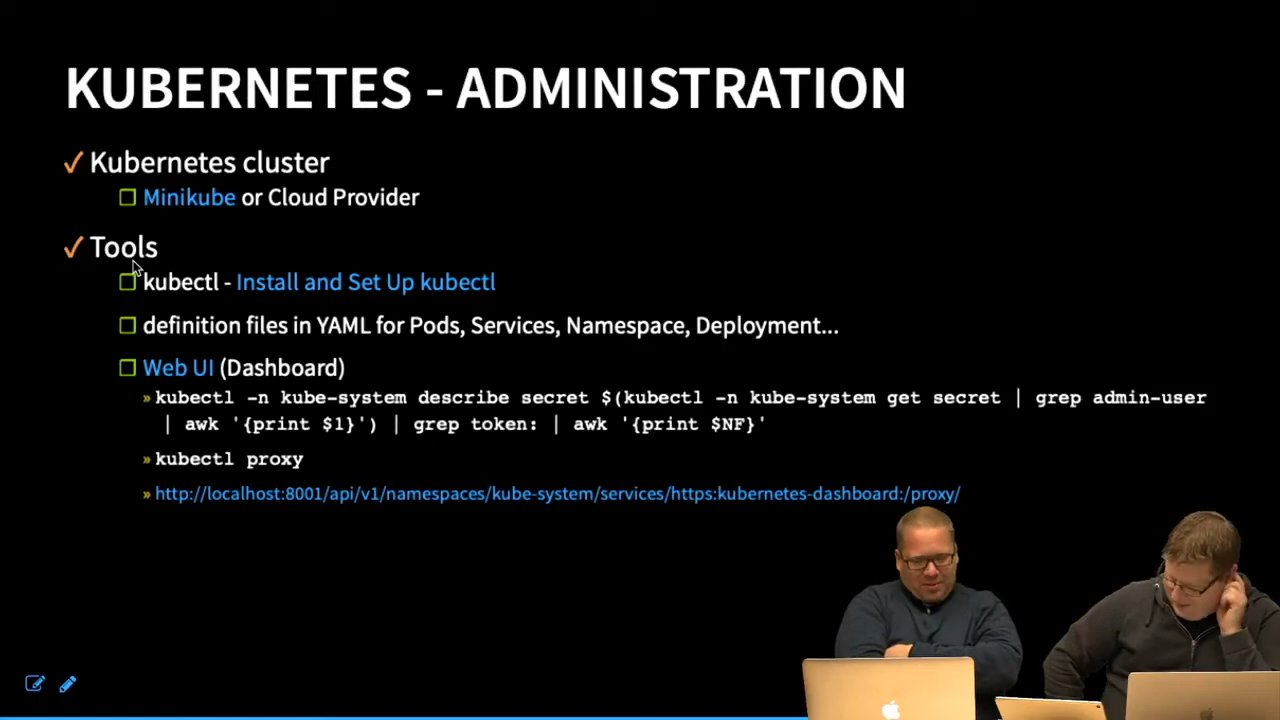 KUBERNETES - ADMINISTRATION
Kubernetes cluster
Minikube or Cloud Provider
Tools
kubectl - Install and Set Up kubectl
definition files in YAML for Pods, Services, Namespace, Deployment...
Web UI (Dashboard)
kubectl -n kube-system describe secret $(kubectl -n kube-system get secret | grep admin-user
| awk '{print $1}') | grep token: | awk '{print $NF}'
kubectl proxy
http://localhost:8001/api/v1/namespaces/kube-system/services/https:kubernetes-dashboard:/proxy/